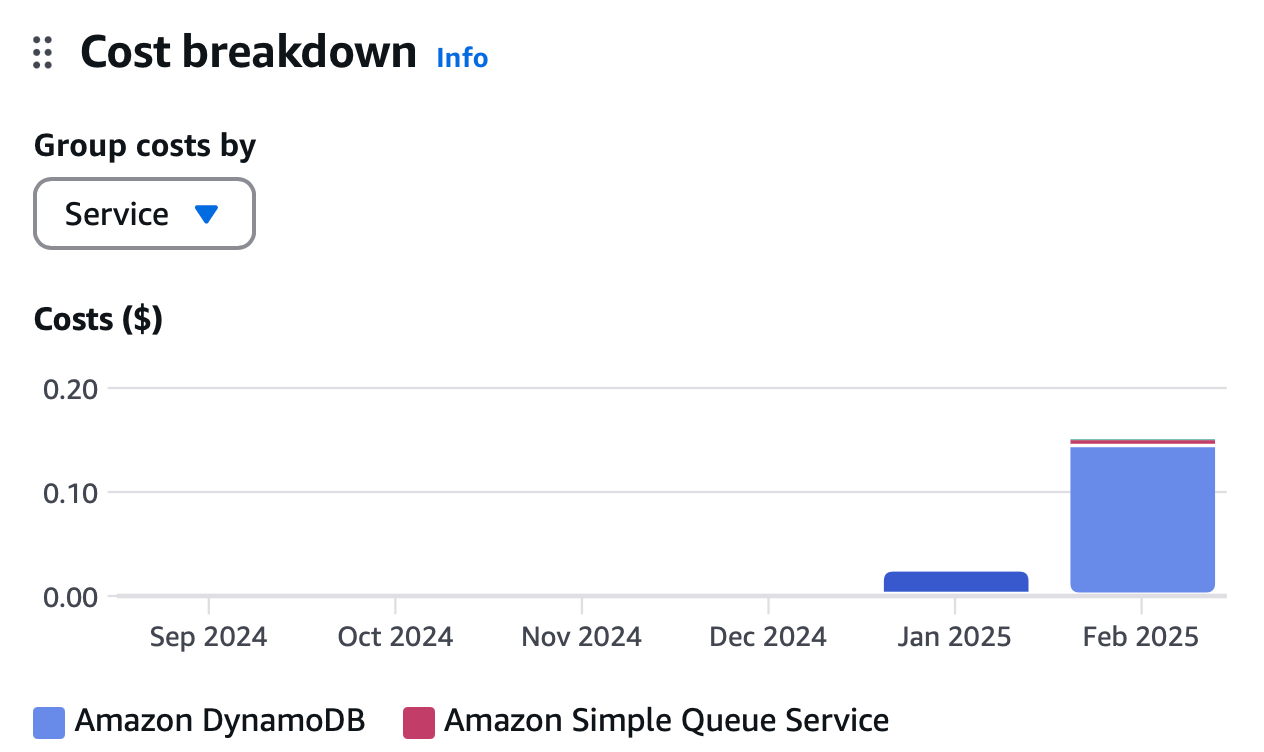 Cost breakdown Info
Group costs by
Service
Costs ($)
0.20
0.10
0.00
Sep 2024 Oct 2024 Nov 2024 Dec 2024 Jan 2025 Feb 2025
Amazon DynamoDB Amazon Simple Queue Service